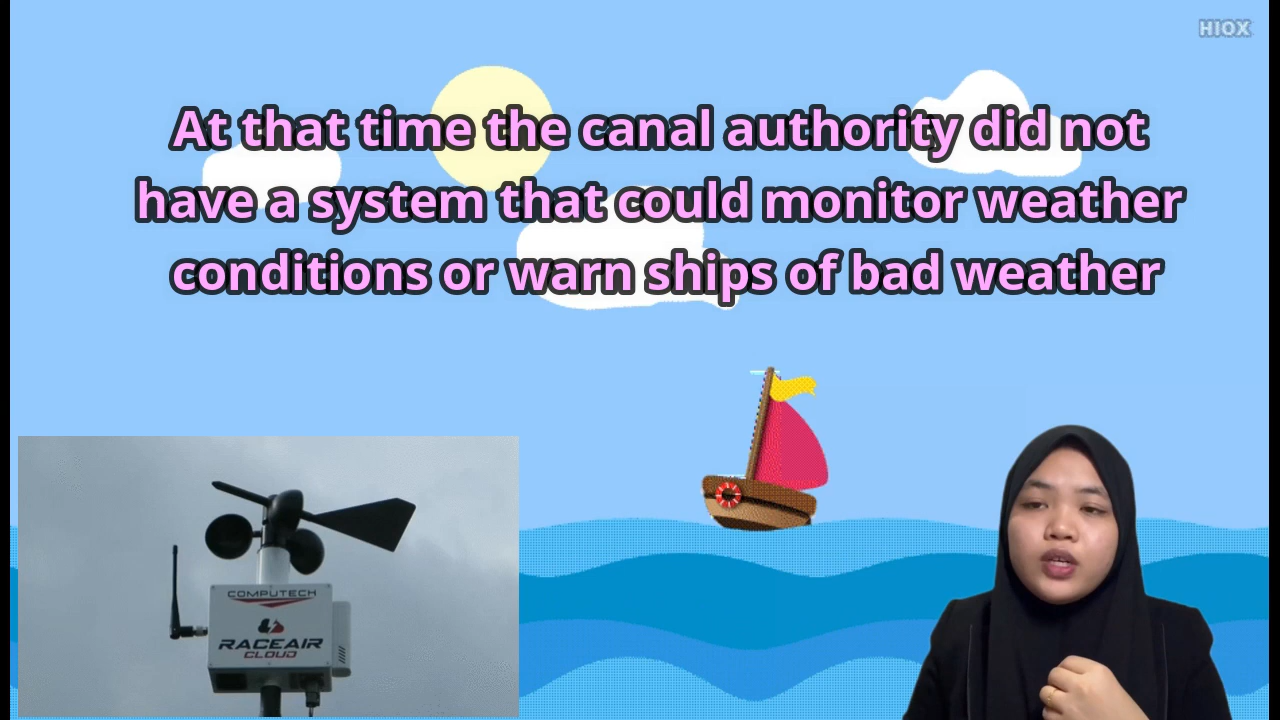 HIOX
At that time the canal authority did not
have a system that could monitor weather
conditions or warn ships of bad weather
COMPUTECH
RACEAIR
CLOUD